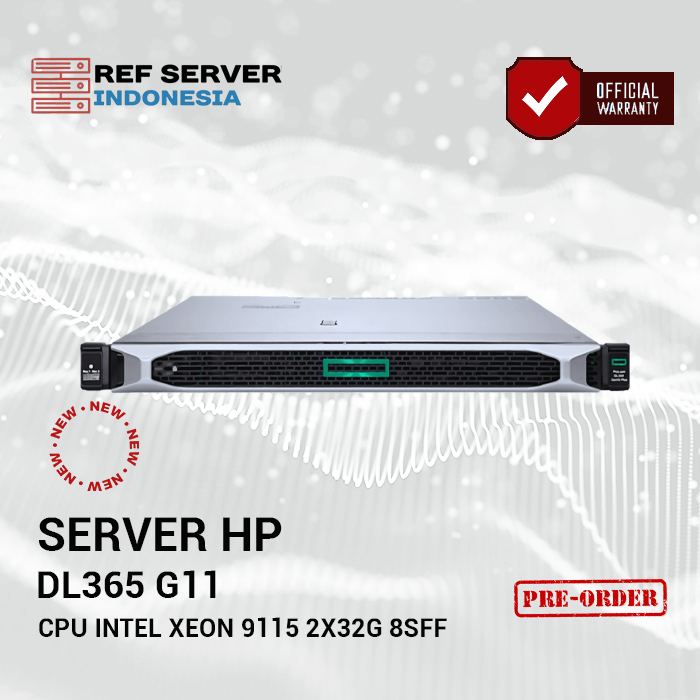 REF SERVER
INDONESIA
OFFICIAL
WARRANTY
NEW • NEW • NEW • NEW • NEW •
SERVER HP
DL365 G11
CPU INTEL XEON 9115 2X32G 8SFF
PRE-ORDER